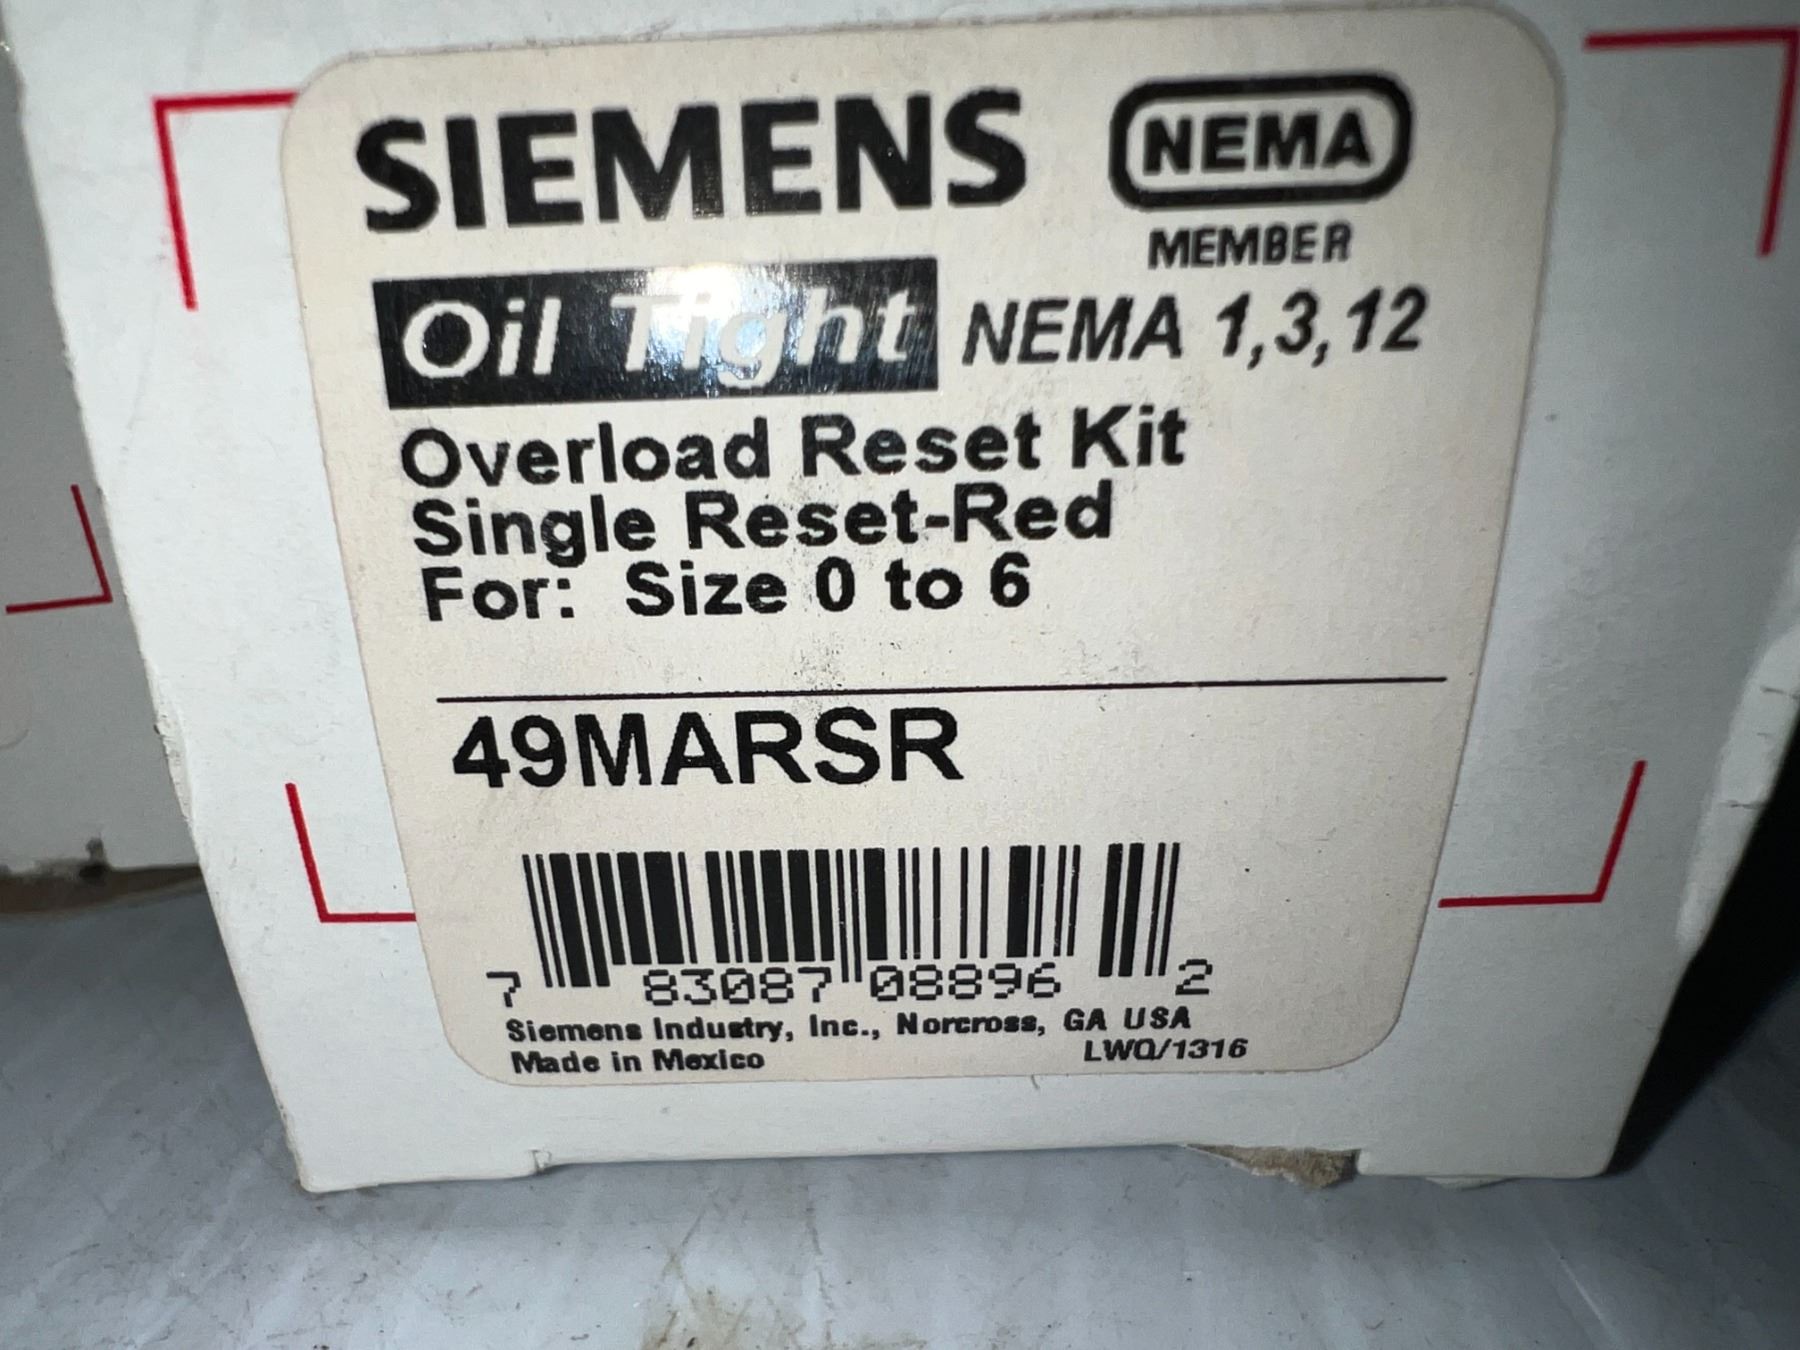 SIEMENS NEMA
MEMBER
Oil Tight NEMA 1,3,12
Overload Reset Kit
Single Reset-Red
For: Size 0 to 6
49MARSR
7 83087 08896 2
Siemens Industry, Inc., Norcross, GA USA
Made in Mexico LWQ/1316